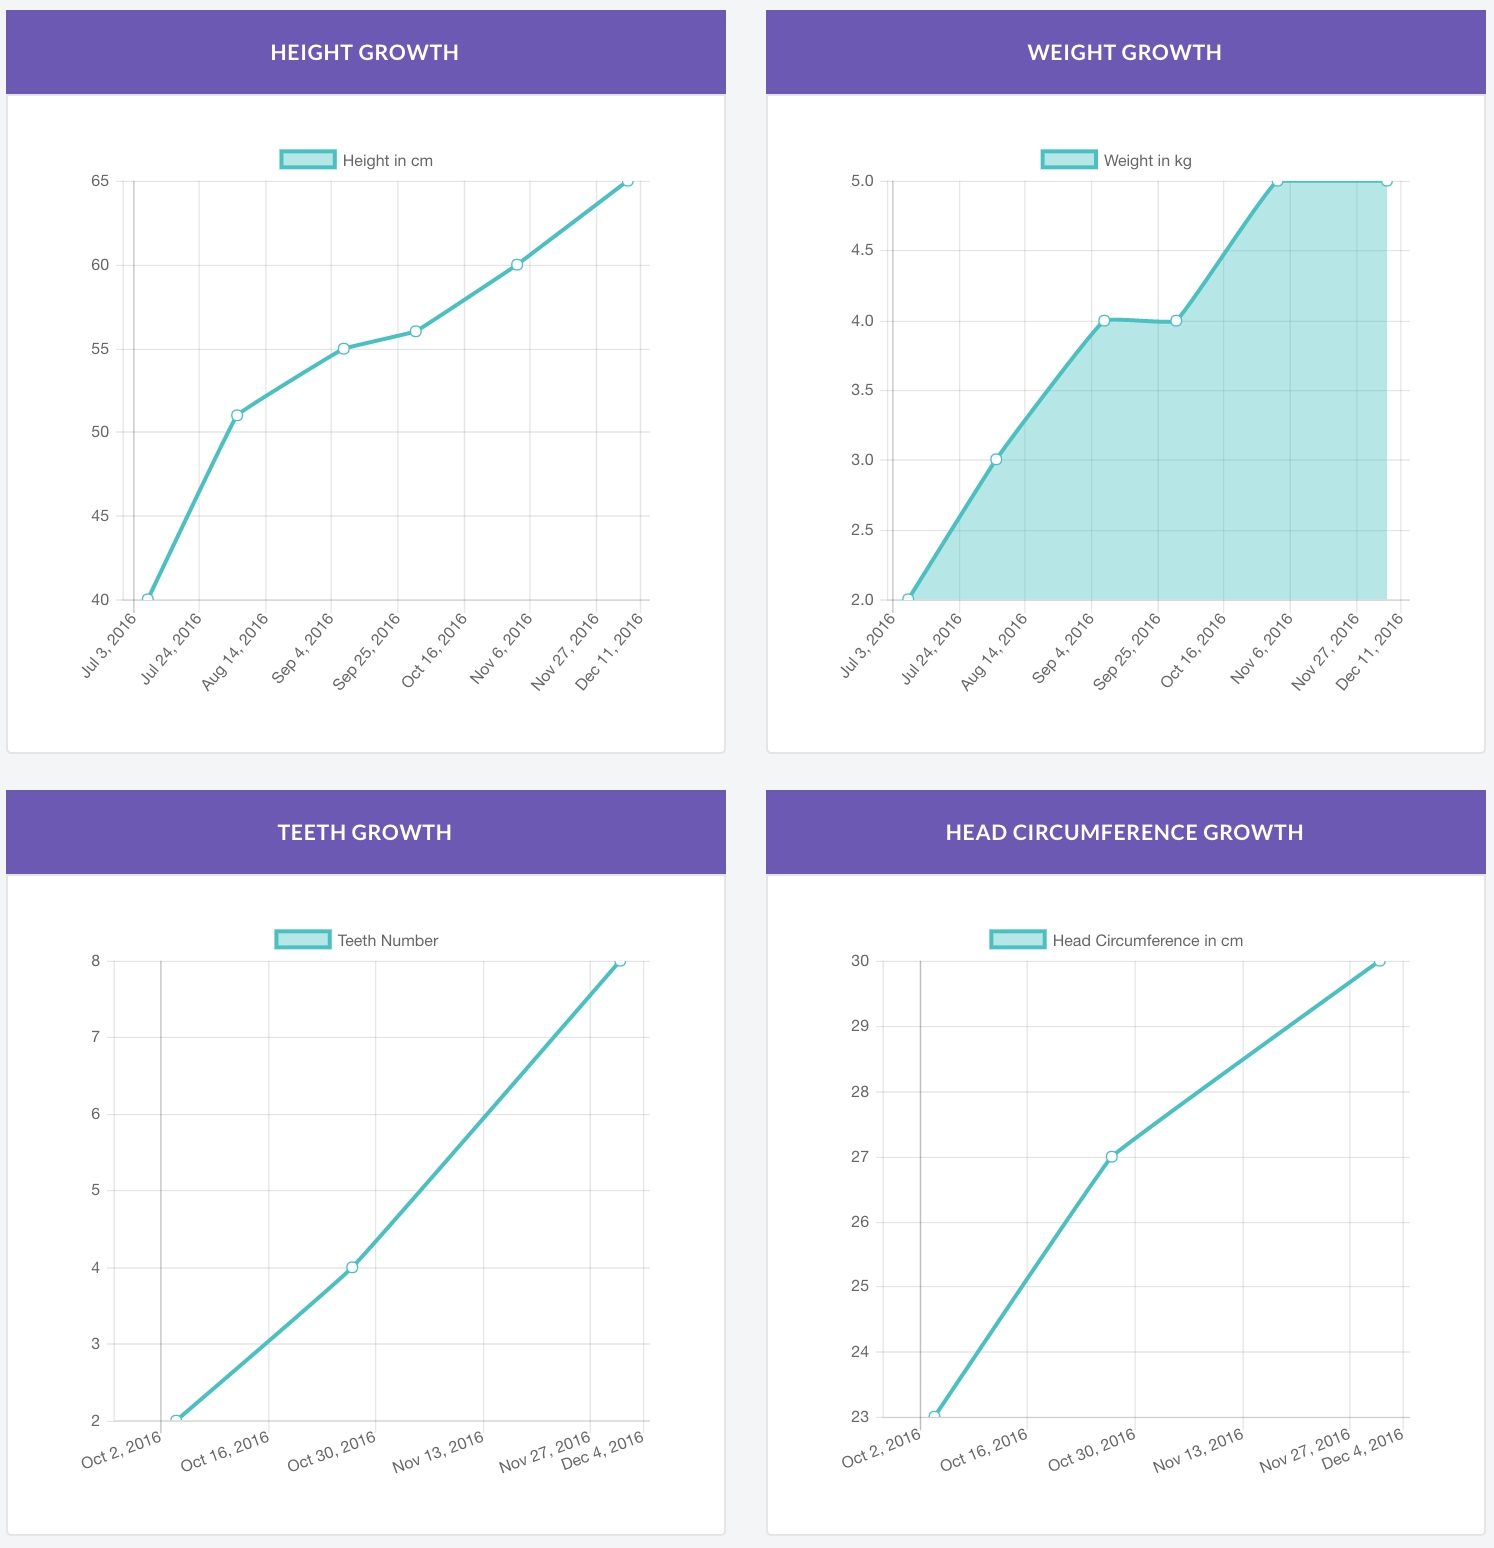 HEIGHT GROWTH
Height in cm
65
60
55
50
45
40
Jul 3, 2016
Jul 24, 2016
Aug 14, 2016
Sep 4, 2016
Sep 25, 2016
Oct 16, 2016
Nov 6, 2016
Nov 27, 2016
Dec 11, 2016
WEIGHT GROWTH
Weight in kg
5.0
4.5
4.0
3.5
3.0
2.5
2.0
Jul 3, 2016
Jul 24, 2016
Aug 14, 2016
Sep 4, 2016
Sep 25, 2016
Oct 16, 2016
Nov 6, 2016
Nov 27, 2016
Dec 11, 2016
TEETH GROWTH
Teeth Number
8
7
6
5
4
3
2
Oct 2, 2016
Oct 16, 2016
Oct 30, 2016
Nov 13, 2016
Nov 27, 2016
Dec 4, 2016
HEAD CIRCUMFERENCE GROWTH
Head Circumference in cm
30
29
28
27
26
25
24
23
Oct 2, 2016
Oct 16, 2016
Oct 30, 2016
Nov 13, 2016
Nov 27, 2016
Dec 4, 2016